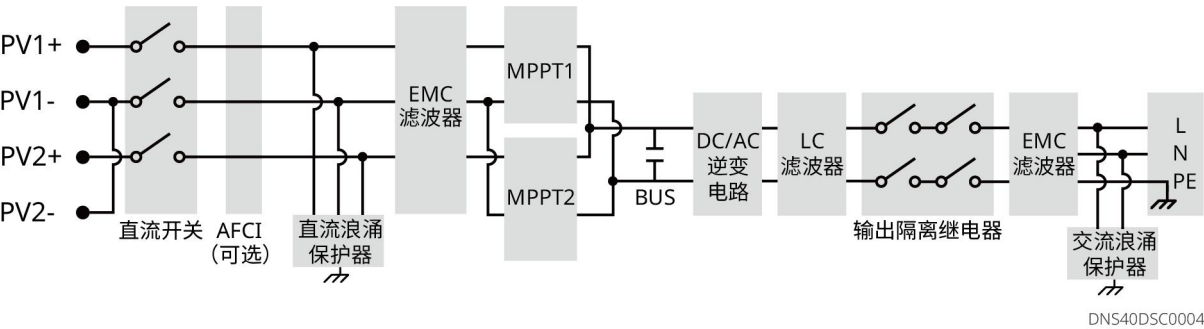 PV1+
PV1-
PV2+
PV2-
直流开关
AFCI
（可选）
直流浪涌
保护器
EMC
滤波器
MPPT1
MPPT2
BUS
DC/AC
逆变
电路
LC
滤波器
输出隔离继电器
EMC
滤波器
L
N
PE
交流浪涌
保护器
DNS40DSC0004